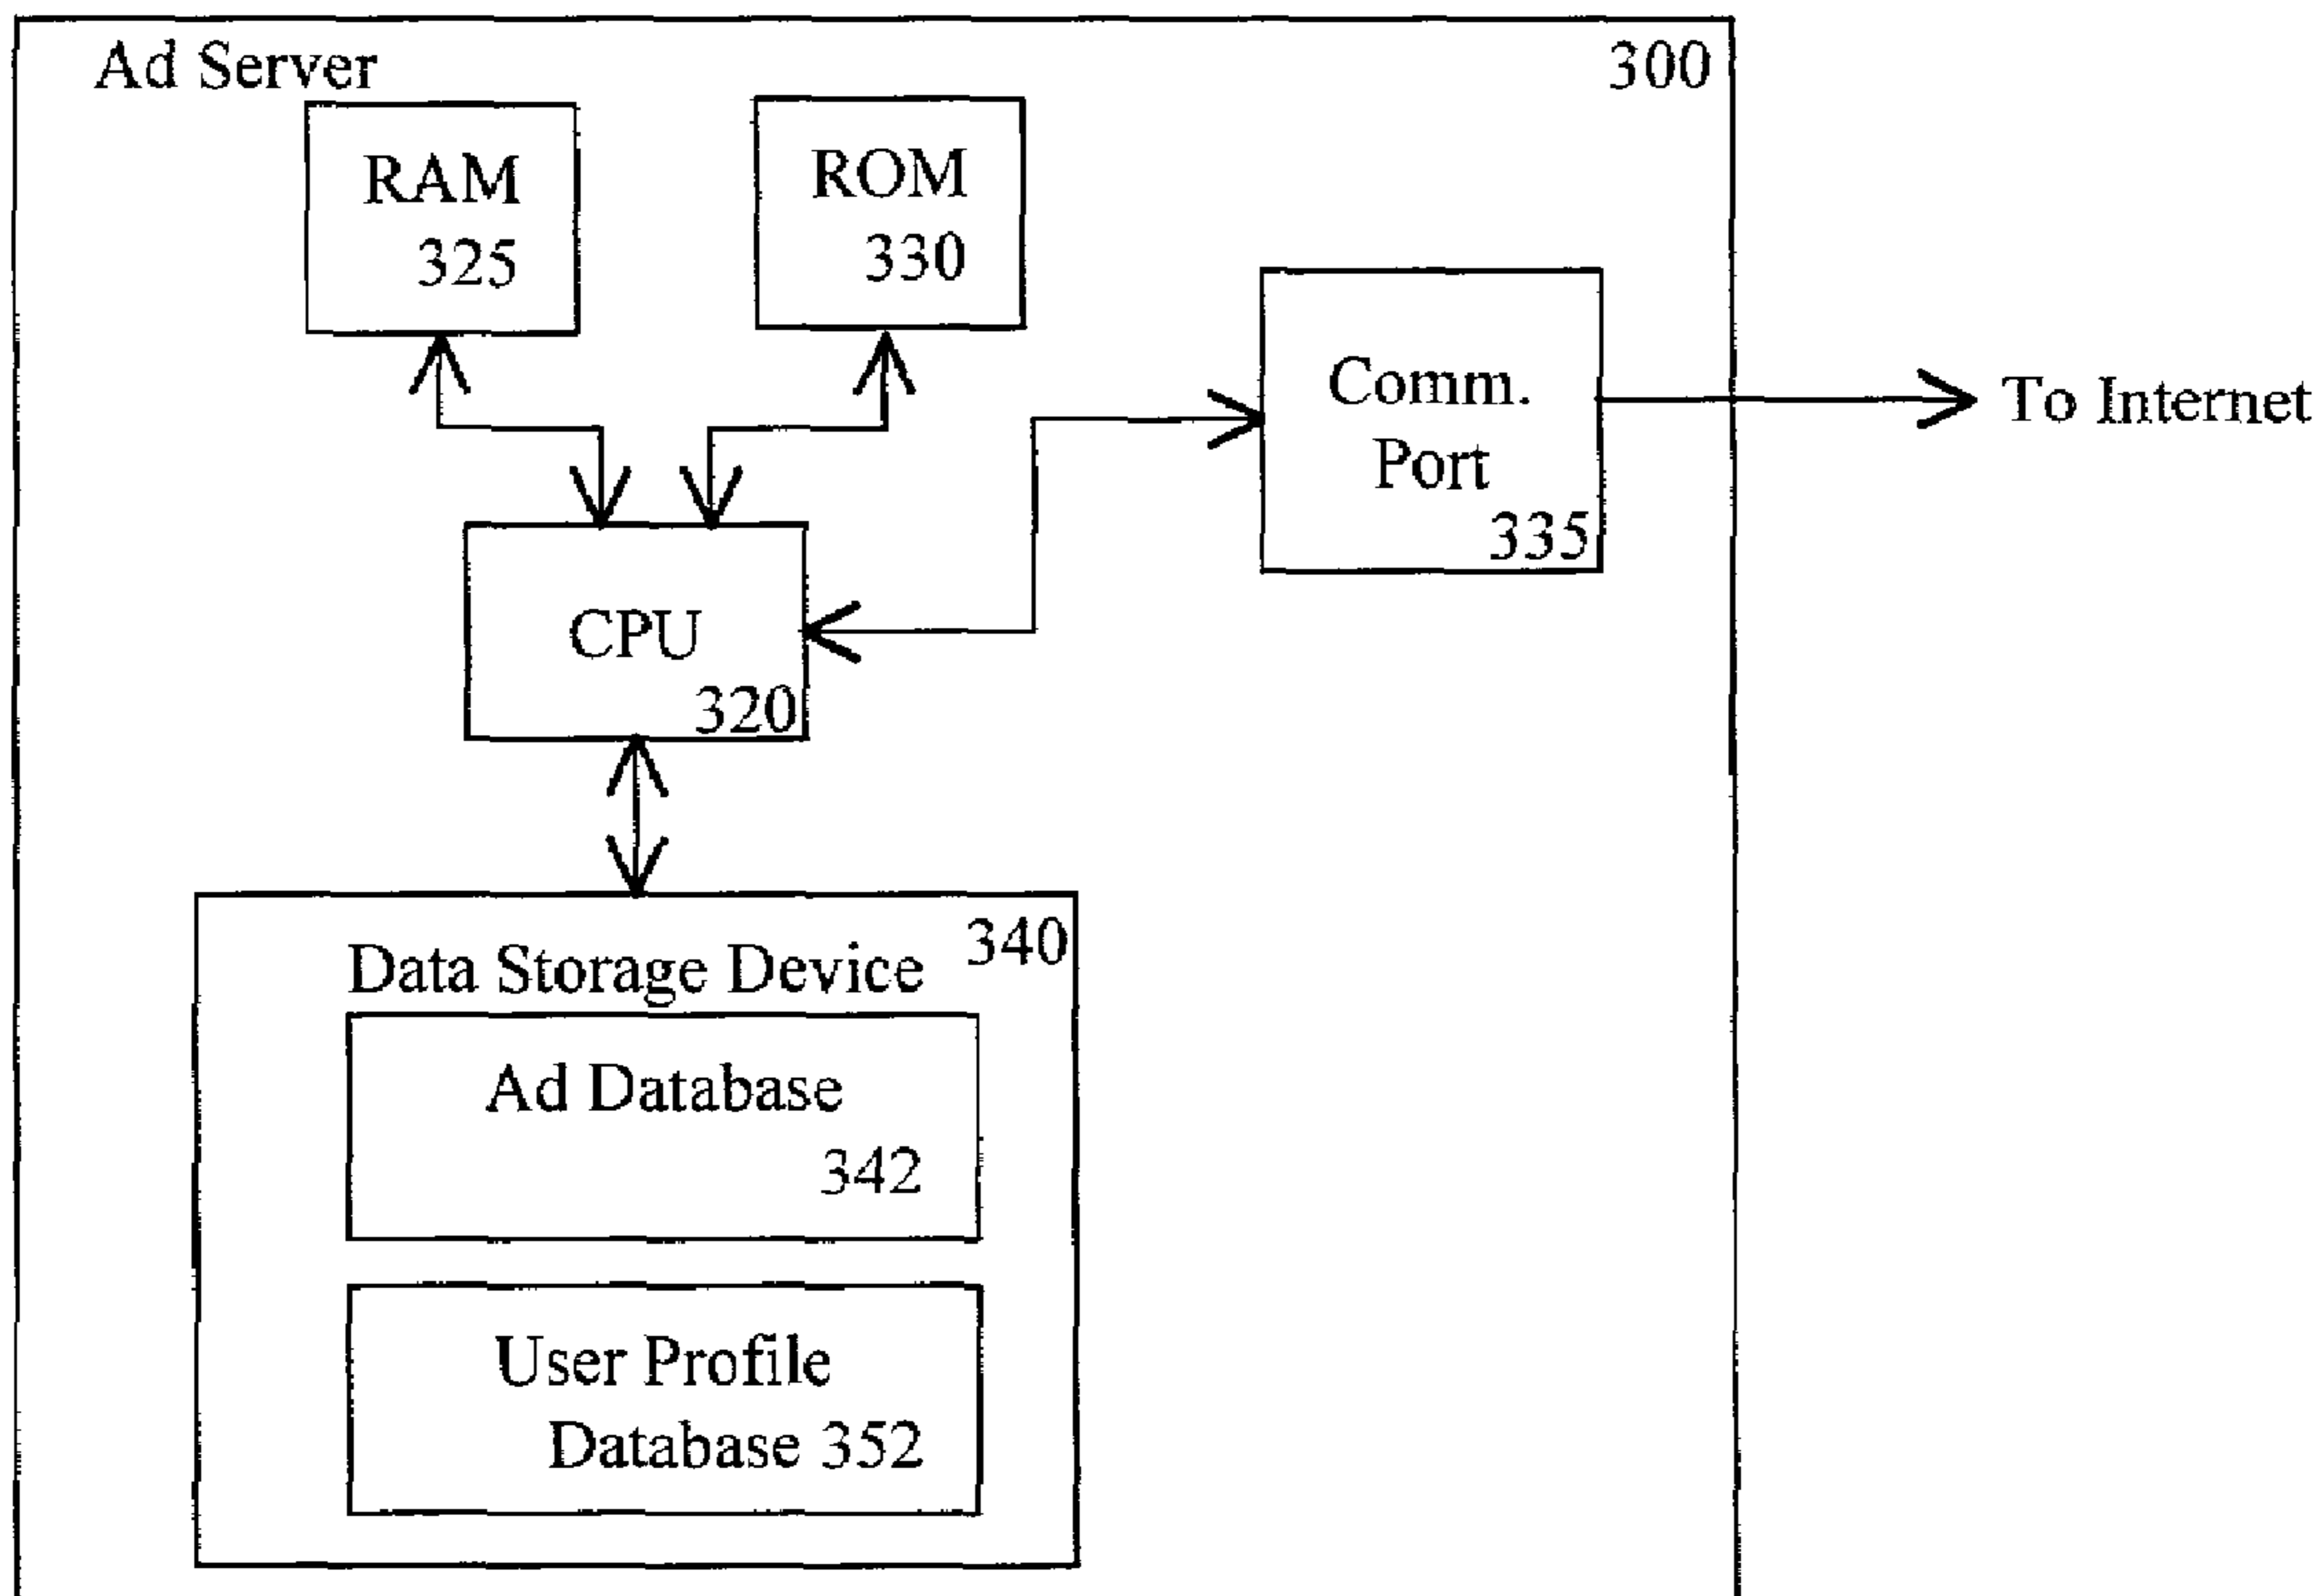 Ad Server
300
RAM
325
ROM
330
Comm.
Port
335
To Internet
CPU
320
340
Data Storage Device
Ad Database
342
User Profile
Database 352